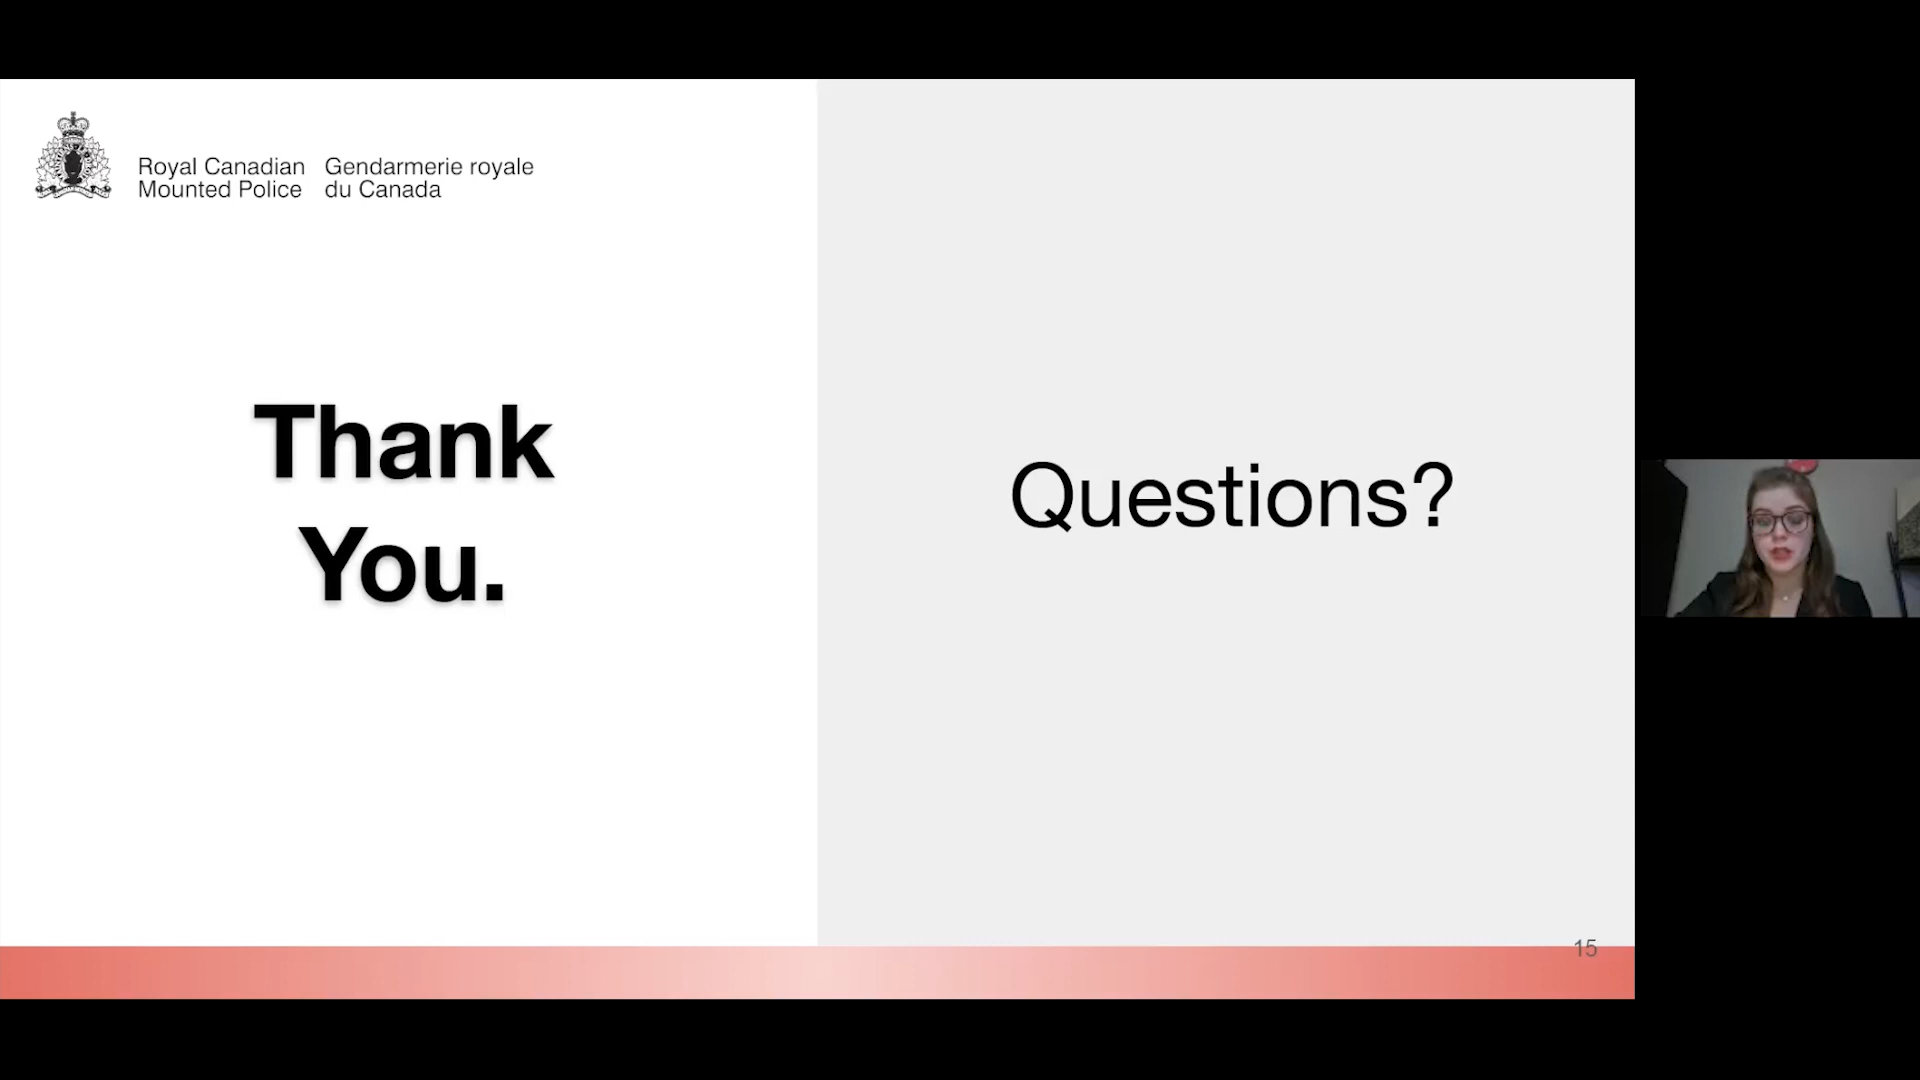 Royal Canadian Gendarmerie royale
Mounted Police du Canada
Thank
You.
Questions?
15